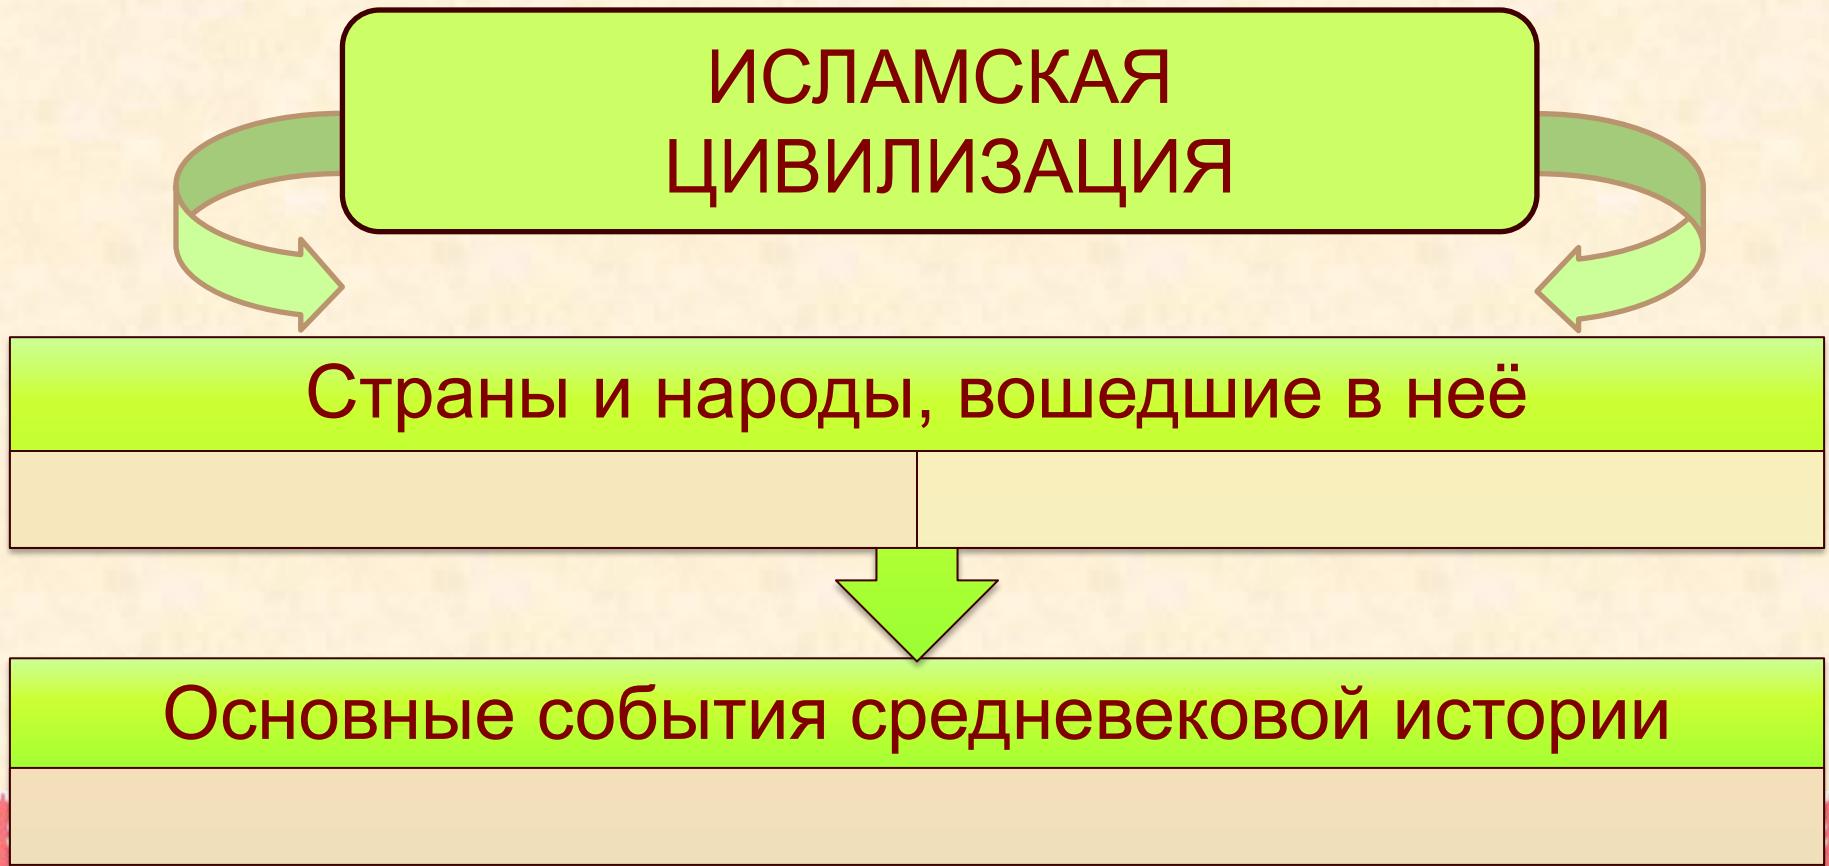 ИСЛАМСКАЯ
ЦИВИЛИЗАЦИЯ
Страны и народы, вошедшие в неё
Основные события средневековой истории